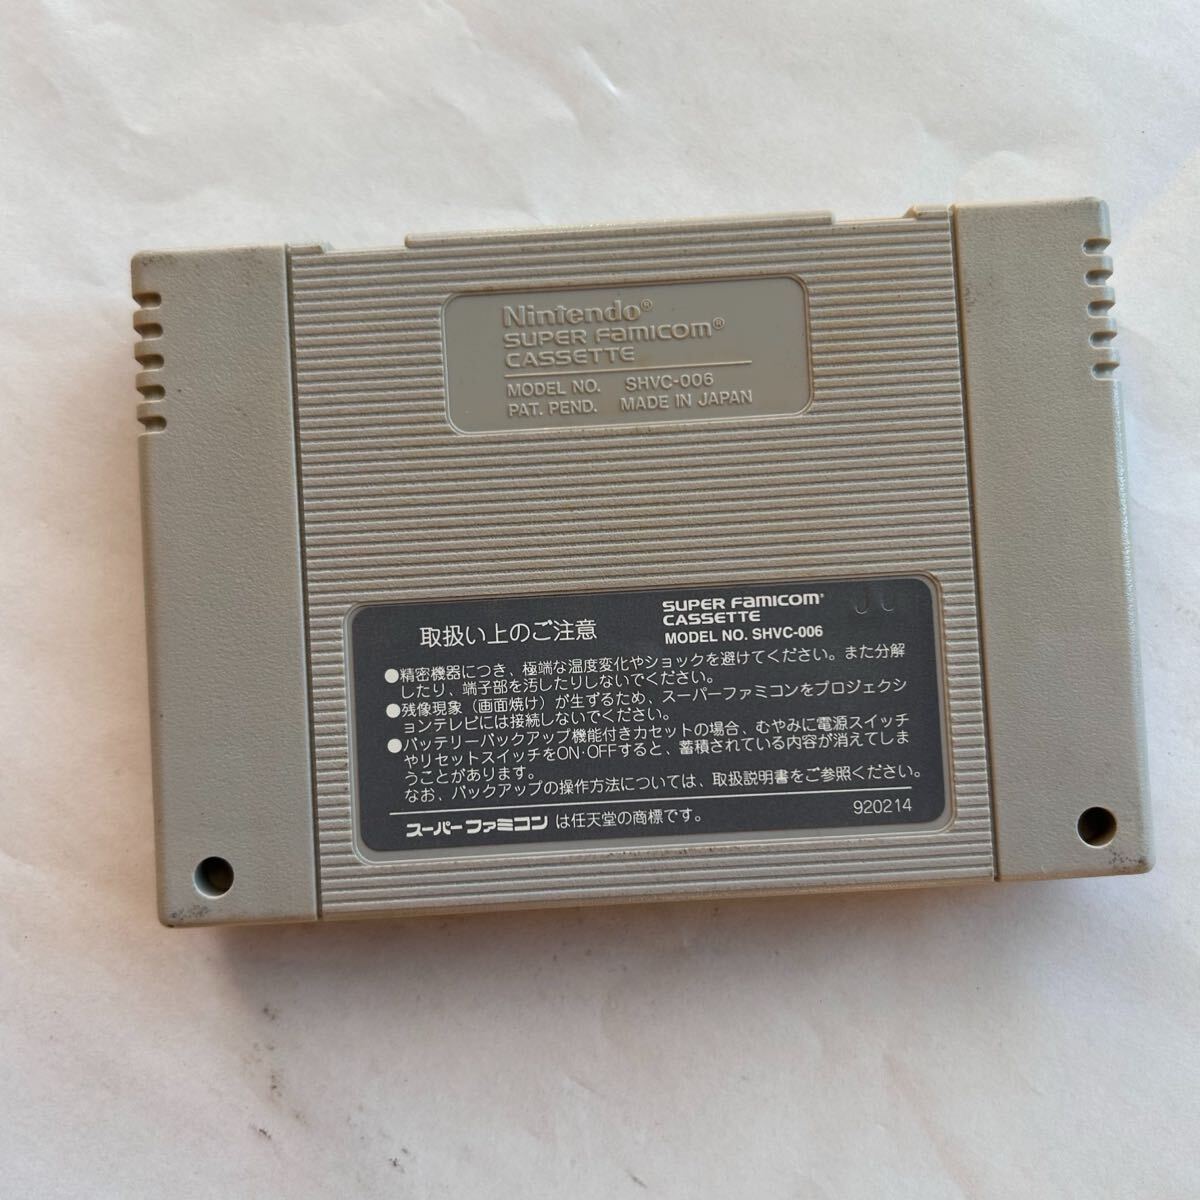 Nintendo®
SUPER FAMICOM®
CASSETTE
MODEL NO. SHVC-006
PAT. PEND. MADE IN JAPAN
取扱い上のご注意
SUPER FAMICOM®
CASSETTE
MODEL NO. SHVC-006
JU
●精密機器につき、極端な温度変化やショックを避けてください。また分解
したり、端子部を汚したりしないでください。
●残像現象（画面焼け）が生ずるため、スーパーファミコンをプロジェクシ
ョンテレビには接続しないでください。
●バッテリーバックアップ機能付きカセットの場合、むやみに電源スイッチ
やリセットスイッチをON・OFFすると、蓄積されている内容が消えてしま
うことがあります。
なお、バックアップの操作方法については、取扱説明書をご参照ください。
スーパーファミコンは任天堂の商標です。
920214